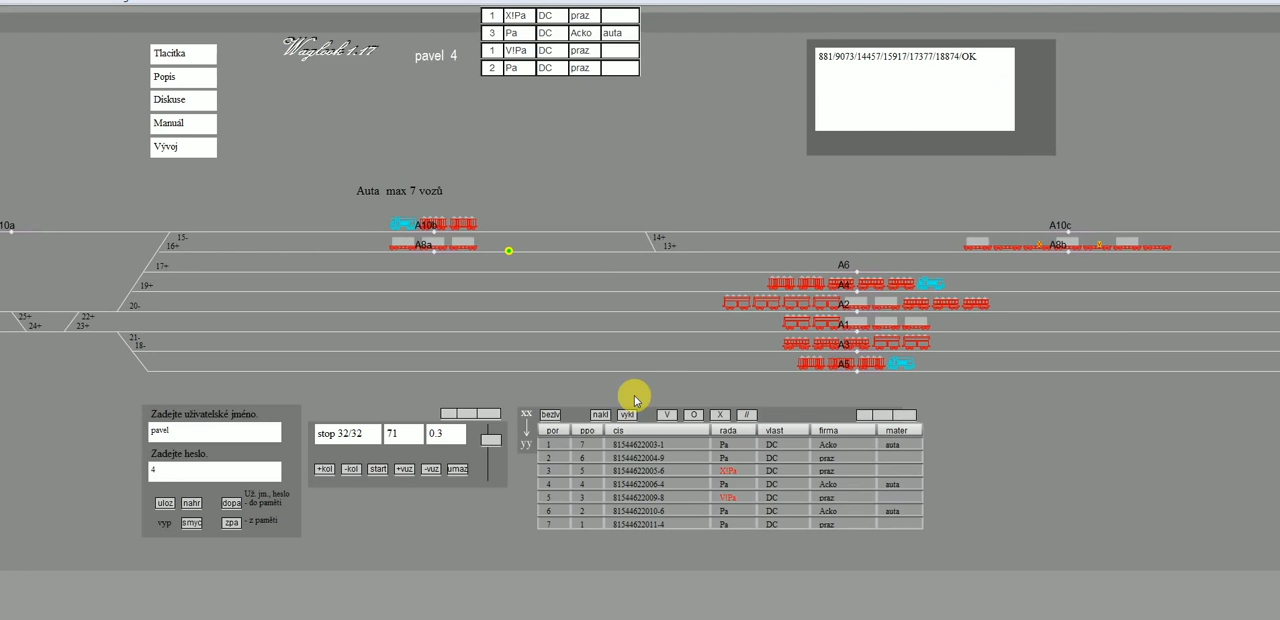 1 X!Pa DC praz
3 Pa DC Acko auta
1 V!Pa DC praz
2 Pa DC praz
Waglook 1.17
pavel 4
Tlacitka
Popis
Diskuse
Manuál
Vývoj
881/9073/14457/15917/17377/18874/OK
Auta max 7 vozů
10a
A10b
A10c
15-
16+
A8a
14+
13+
A8b
17+
A6
19+
A4
20-
A2
25+
24+
22+
23+
A1
21-
18-
A3
A5
Zadejte uživatelské jméno.
pavel
Zadejte heslo.
4
uloz nahr dopa Už. jm., heslo - do paměti
vyp smyč zpa - z paměti
stop 32/32 71 0.3
+kol -kol start +vuz -vuz umaz
xx bezlv nakl vykl V O X //
yy
por ppo cis rada vlast firma mater
1 7 81544622003-1 Pa DC Acko auta
2 6 81544622004-9 Pa DC praz
3 5 81544622005-6 X!Pa DC praz
4 4 81544622006-4 Pa DC Acko auta
5 3 81544622009-8 V!Pa DC praz
6 2 81544622010-6 Pa DC Acko auta
7 1 81544622011-4 Pa DC praz